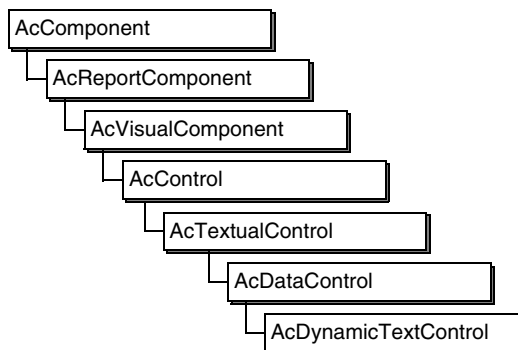 AcComponent
AcReportComponent
AcVisualComponent
AcControl
AcTextualControl
AcDataControl
AcDynamicTextControl